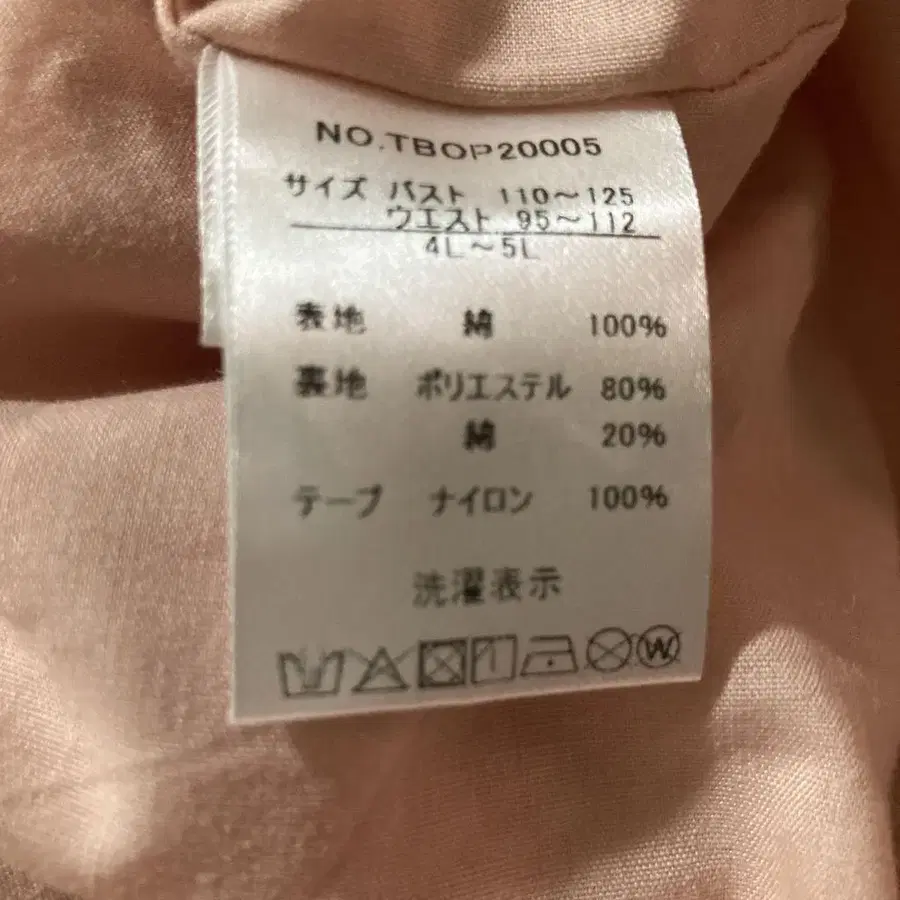 NO.TBOP20005
サイズ バスト 110～125
ウエスト 95～112
4L～5L
表地 綿 100%
裏地 ポリエステル 80%
綿 20%
テープ ナイロン 100%
洗濯表示
W